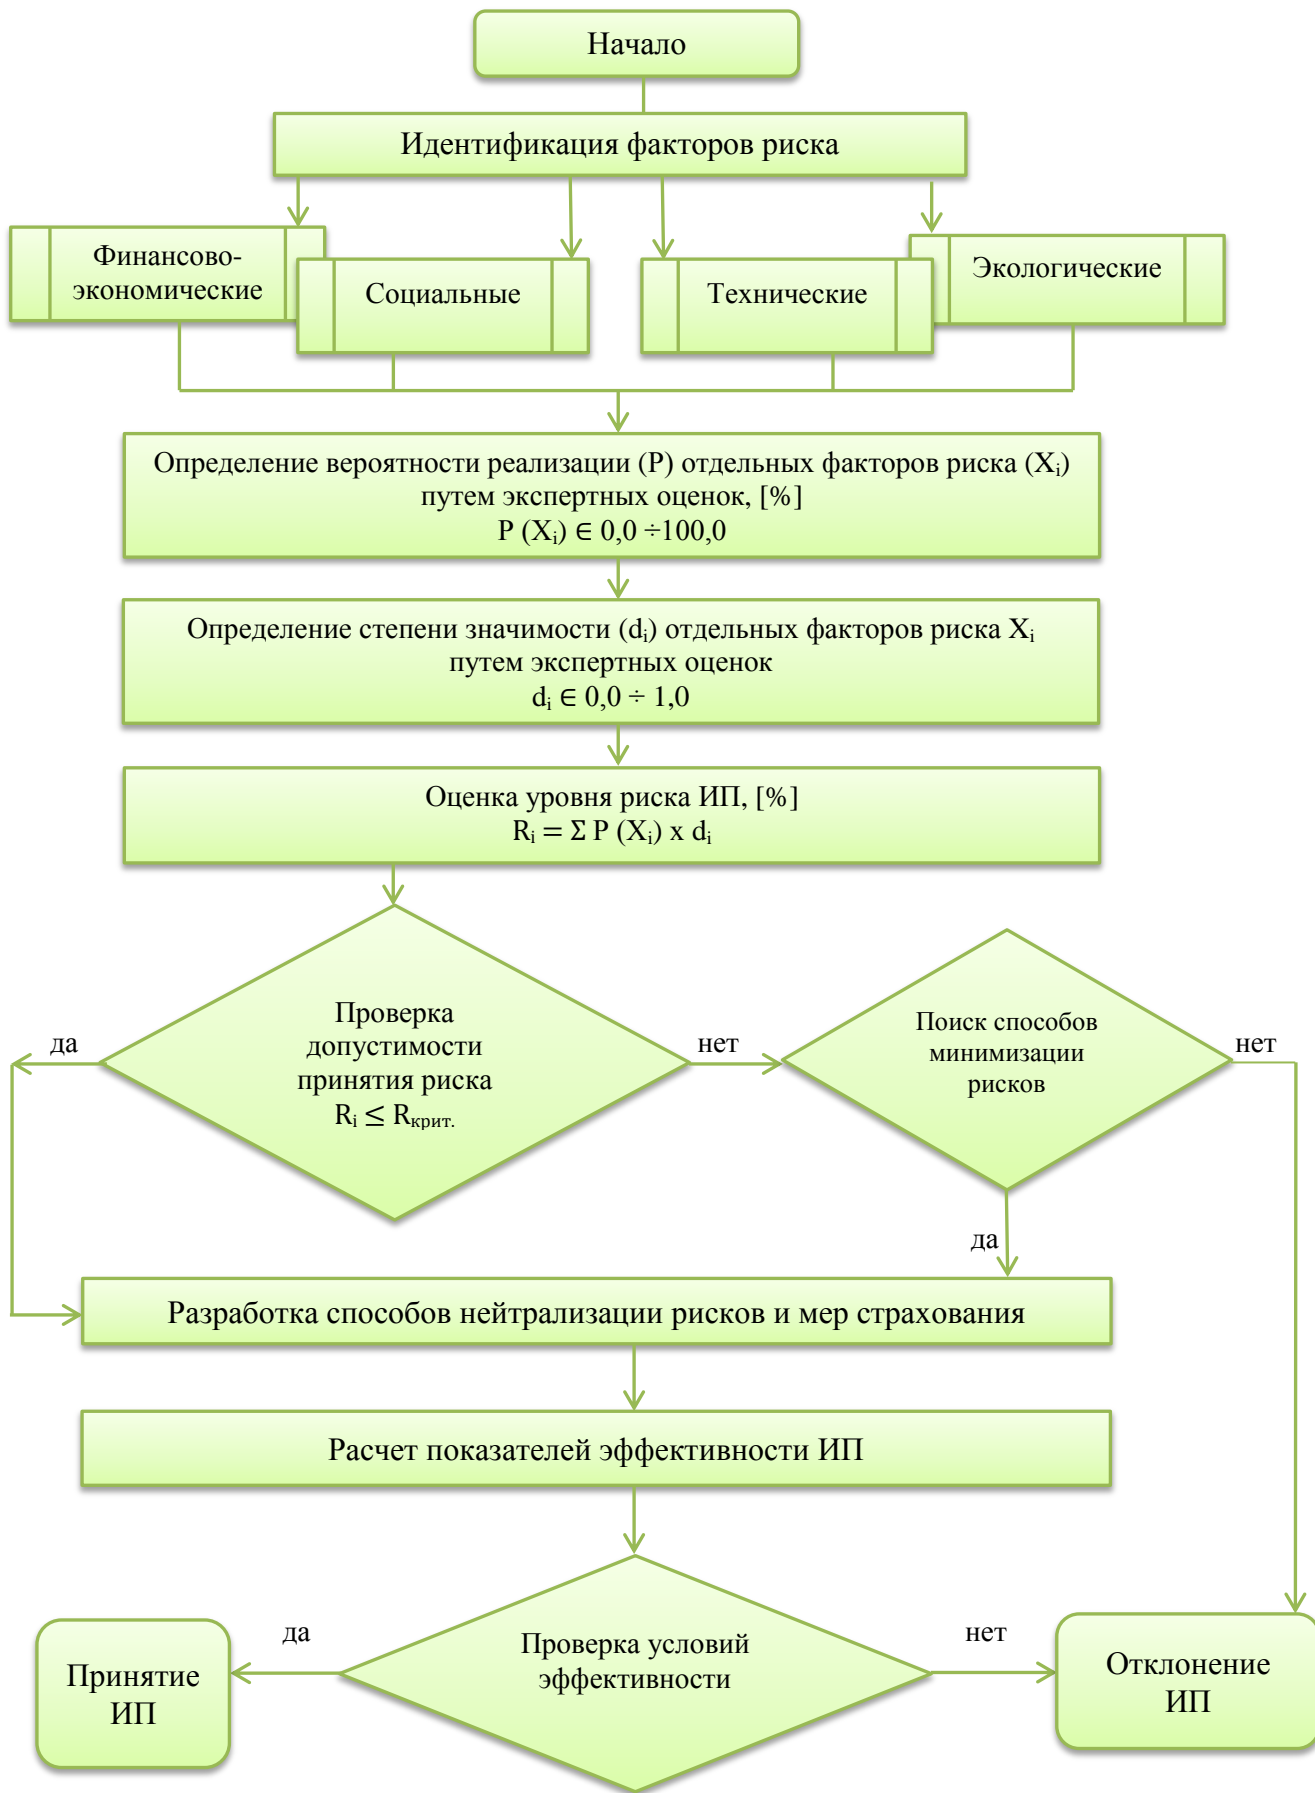 Начало
Идентификация факторов риска
Финансово-
экономические
Социальные
Технические
Экологические
Определение вероятности реализации (P) отдельных факторов риска (Xᵢ)
путем экспертных оценок, [%]
P (Xᵢ) ∈ 0,0 ÷100,0
Определение степени значимости (dᵢ) отдельных факторов риска Xᵢ
путем экспертных оценок
dᵢ ∈ 0,0 ÷ 1,0
Оценка уровня риска ИП, [%]
Rᵢ = Σ P (Xᵢ) x dᵢ
Проверка
допустимости
принятия риска
Rᵢ ≤ Rкрит.
да
нет
Поиск способов
минимизации
рисков
нет
да
Разработка способов нейтрализации рисков и мер страхования
Расчет показателей эффективности ИП
Проверка условий
эффективности
да
нет
Принятие
ИП
Отклонение
ИП